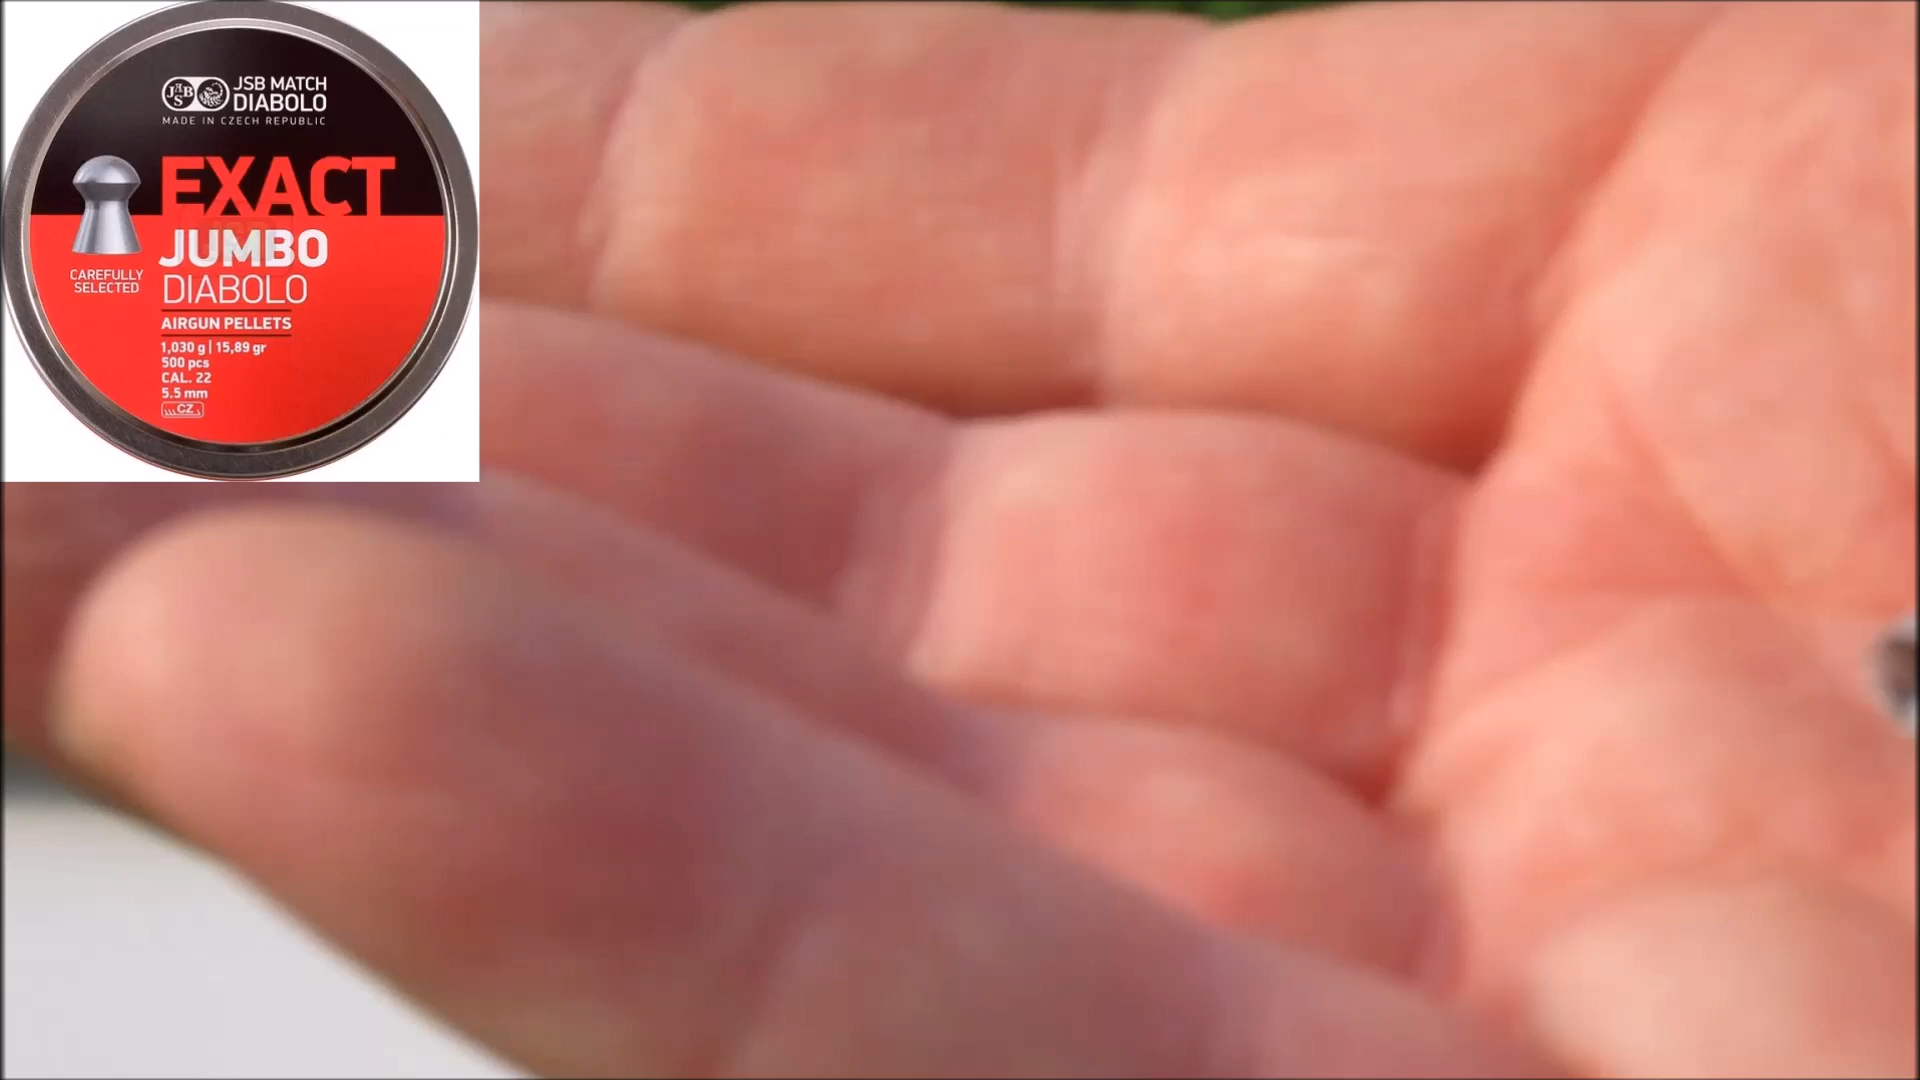 JSB
JSB MATCH
DIABOLO
MADE IN CZECH REPUBLIC
EXACT
JUMBO
DIABOLO
CAREFULLY
SELECTED
AIRGUN PELLETS
1,030 g | 15,89 gr
500 pcs
CAL. 22
5.5 mm
CZ